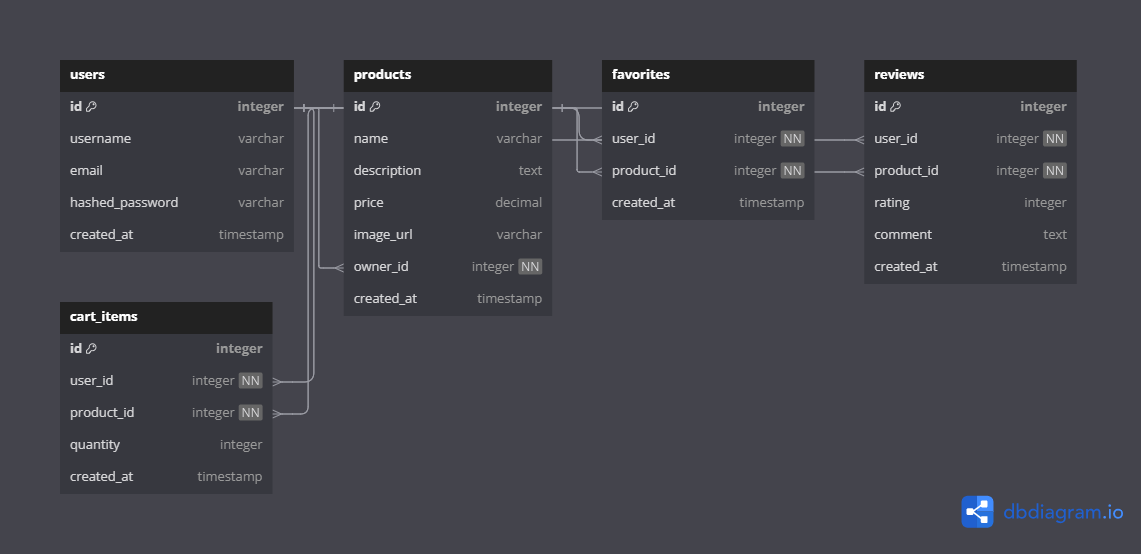 users
id integer
username varchar
email varchar
hashed_password varchar
created_at timestamp
products
id integer
name varchar
description text
price decimal
image_url varchar
owner_id integer NN
created_at timestamp
favorites
id integer
user_id integer NN
product_id integer NN
created_at timestamp
reviews
id integer
user_id integer NN
product_id integer NN
rating integer
comment text
created_at timestamp
cart_items
id integer
user_id integer NN
product_id integer NN
quantity integer
created_at timestamp
dbdiagram.io